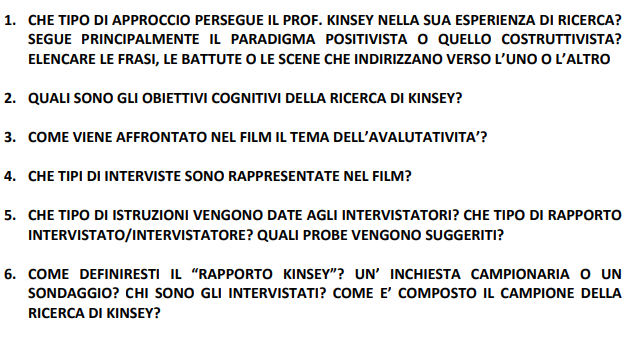 1. CHE TIPO DI APPROCCIO PERSEGUE IL PROF. KINSEY NELLA SUA ESPERIENZA DI RICERCA?
SEGUE PRINCIPALMENTE IL PARADIGMA POSITIVISTA O QUELLO COSTRUTTIVISTA?
ELENCARE LE FRASI, LE BATTUTE O LE SCENE CHE INDIRIZZANO VERSO L’UNO O L’ALTRO
2. QUALI SONO GLI OBIETTIVI COGNITIVI DELLA RICERCA DI KINSEY?
3. COME VIENE AFFRONTATO NEL FILM IL TEMA DELL’AVALUTATIVITA’?
4. CHE TIPI DI INTERVISTE SONO RAPPRESENTATE NEL FILM?
5. CHE TIPO DI ISTRUZIONI VENGONO DATE AGLI INTERVISTATORI? CHE TIPO DI RAPPORTO
INTERVISTATO/INTERVISTATORE? QUALI PROBE VENGONO SUGGERITI?
6. COME DEFINIRESTI IL “RAPPORTO KINSEY”? UN’ INCHIESTA CAMPIONARIA O UN
SONDAGGIO? CHI SONO GLI INTERVISTATI? COME E’ COMPOSTO IL CAMPIONE DELLA
RICERCA DI KINSEY?